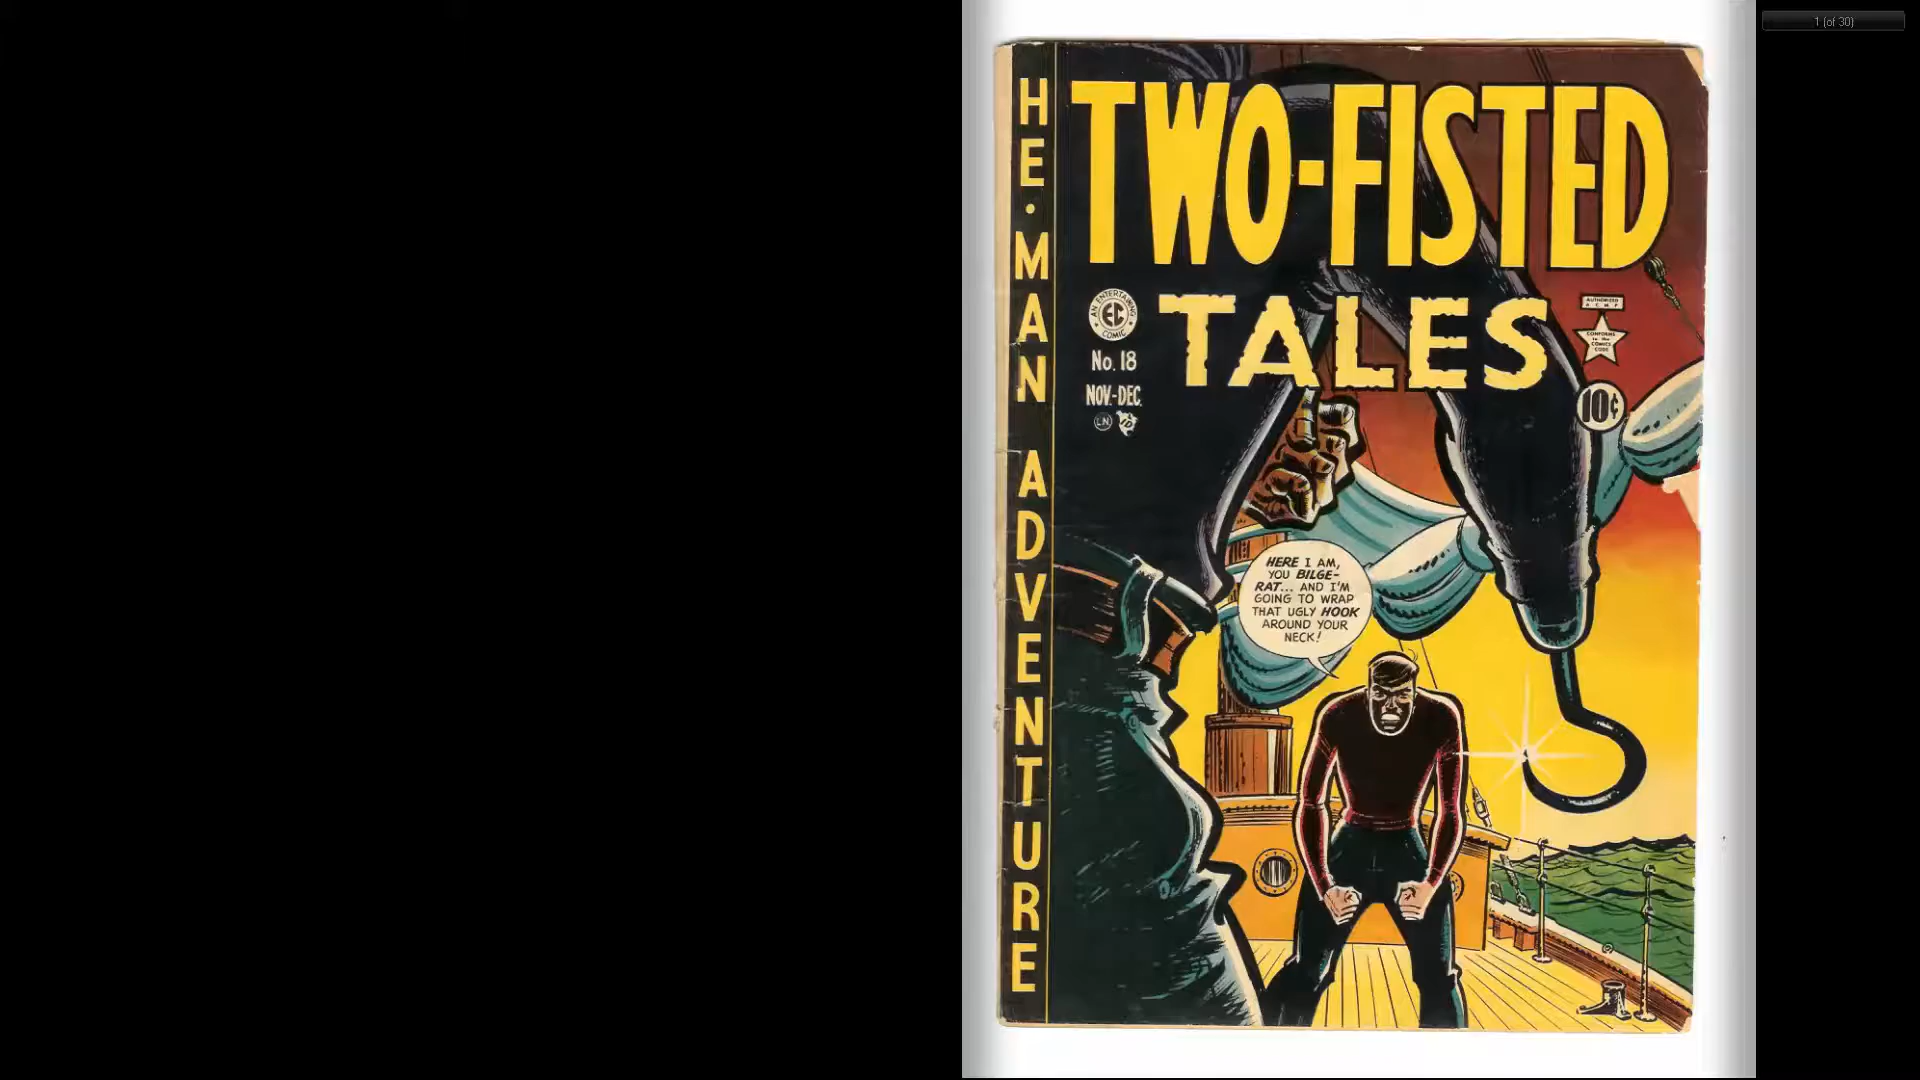 1 (of 30)
HE-MAN ADVENTURE
TWO-FISTED
TALES
AN ENTERTAINING
EC
COMIC
No. 18
NOV.-DEC.
LN
AUTHORIZED
A C M P
CONFORMS
to the
COMICS
CODE
10¢
HERE I AM,
YOU BILGE-
RAT... AND I'M
GOING TO WRAP
THAT UGLY HOOK
AROUND YOUR
NECK!